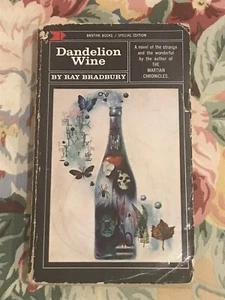 BANTAM BOOKS / SPECIAL EDITION
Dandelion
Wine
BY RAY BRADBURY
A novel of the strange
and the wonderful
by the author of
THE
MARTIAN
CHRONICLES.